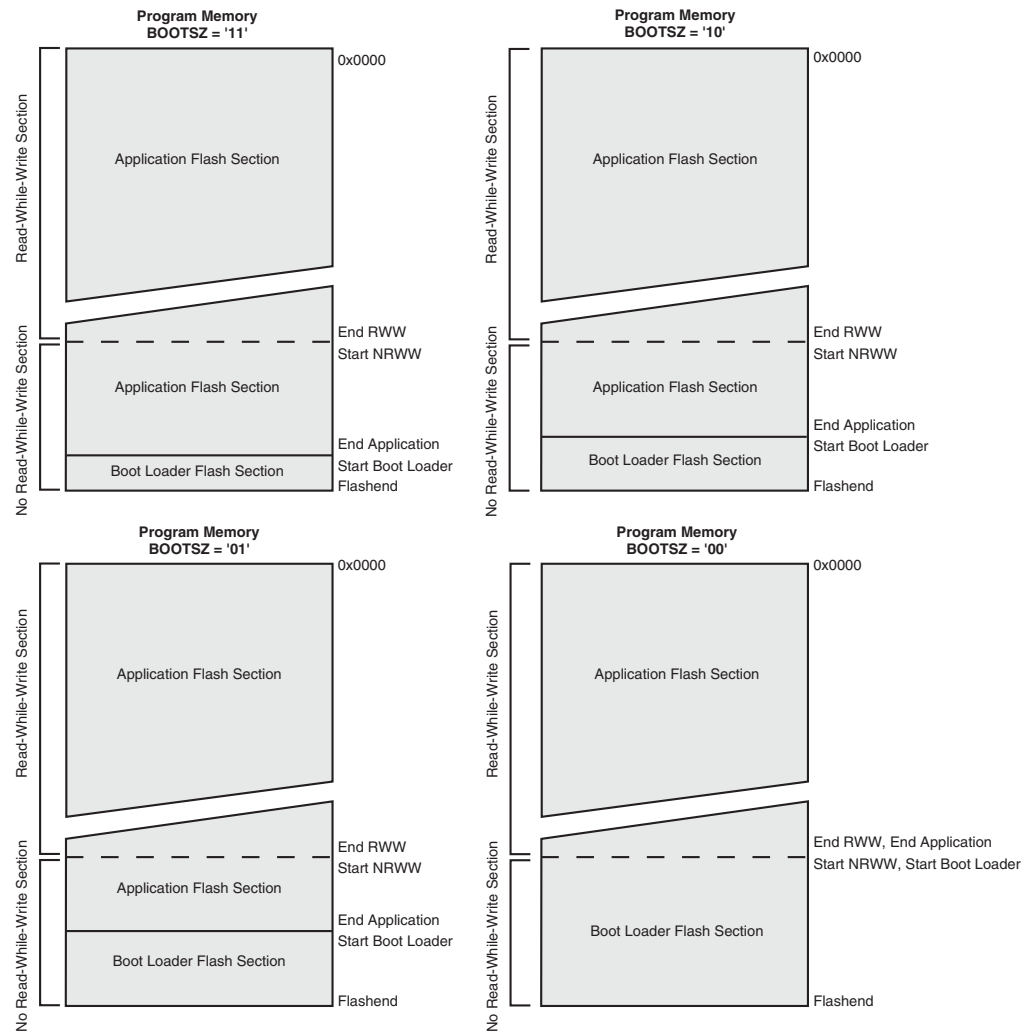 Program Memory
BOOTSZ = '11'
0x0000
Read-While-Write Section
Application Flash Section
End RWW
Start NRWW
No Read-While-Write Section
Application Flash Section
End Application
Start Boot Loader
Boot Loader Flash Section
Flashend
Program Memory
BOOTSZ = '10'
0x0000
Read-While-Write Section
Application Flash Section
End RWW
Start NRWW
No Read-While-Write Section
Application Flash Section
End Application
Start Boot Loader
Boot Loader Flash Section
Flashend
Program Memory
BOOTSZ = '01'
0x0000
Read-While-Write Section
Application Flash Section
End RWW
Start NRWW
No Read-While-Write Section
Application Flash Section
End Application
Start Boot Loader
Boot Loader Flash Section
Flashend
Program Memory
BOOTSZ = '00'
0x0000
Read-While-Write Section
Application Flash Section
End RWW, End Application
Start NRWW, Start Boot Loader
No Read-While-Write Section
Boot Loader Flash Section
Flashend